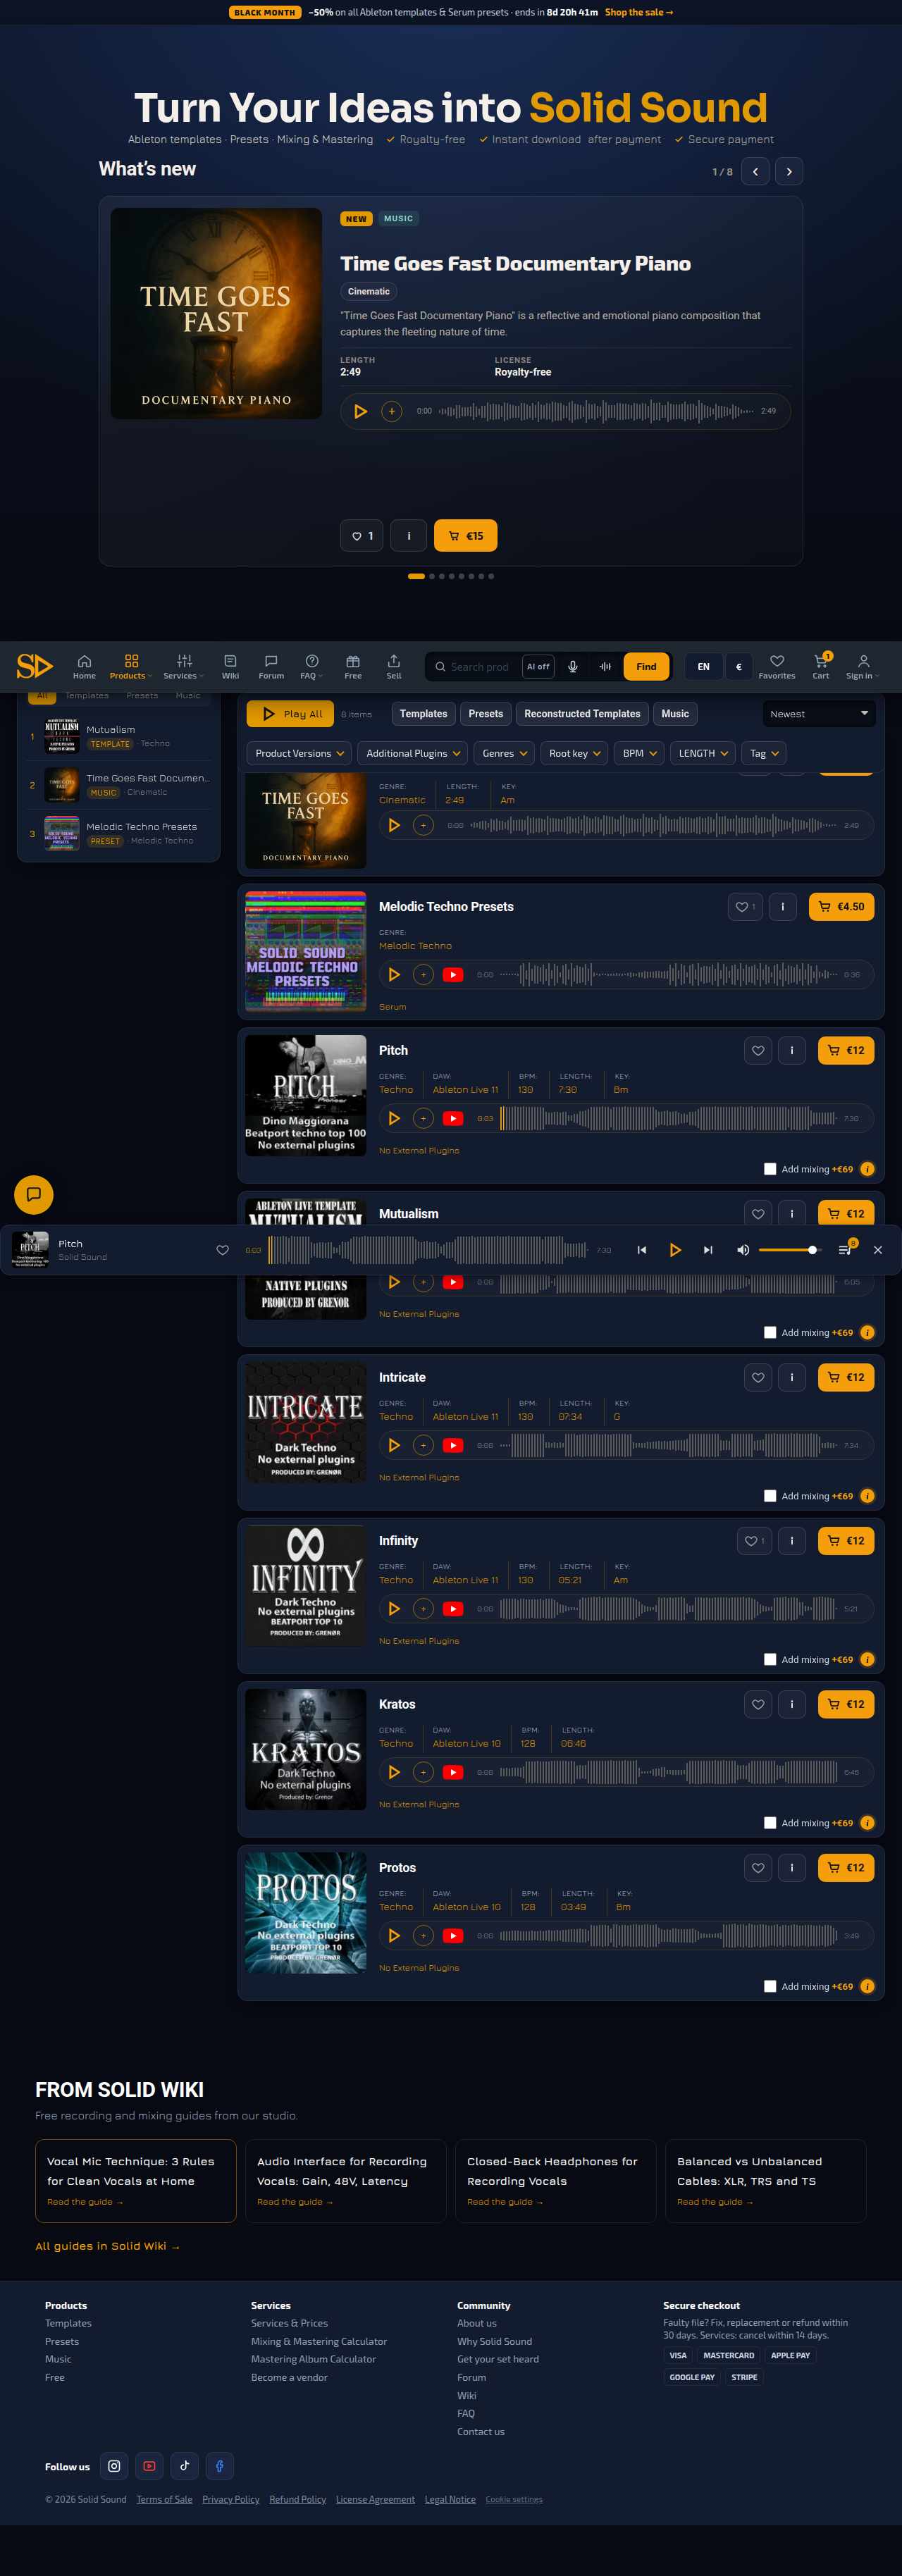 BLACK MONTH −50% on all Ableton templates & Serum presets · ends in 8d 20h 41m Shop the sale →
Turn Your Ideas into Solid Sound
Ableton templates · Presets · Mixing & Mastering ✓ Royalty-free ✓ Instant download after payment ✓ Secure payment
What's new
1 / 8
TIME GOES
FAST
DOCUMENTARY PIANO
NEW MUSIC
Time Goes Fast Documentary Piano
Cinematic
"Time Goes Fast Documentary Piano" is a reflective and emotional piano composition that
captures the fleeting nature of time.
LENGTH LICENSE
2:49 Royalty-free
0:00 2:49
1 i €15
Home Products Services Wiki Forum FAQ Free Sell
Search prod AI off Find EN € Favorites 1 Cart Sign in
All Templates Presets Music
1 Mutualism
TEMPLATE · Techno
2 Time Goes Fast Documen...
MUSIC · Cinematic
3 Melodic Techno Presets
PRESET · Melodic Techno
Play All 8 items Templates Presets Reconstructed Templates Music Newest
Product Versions Additional Plugins Genres Root key BPM LENGTH Tag
TIME GOES
FAST
DOCUMENTARY PIANO
GENRE: LENGTH: KEY:
Cinematic 2:49 Am
0:00 2:49
SOLID SOUND
MELODIC TECHNO
PRESETS
Melodic Techno Presets 1 i €4.50
GENRE:
Melodic Techno
0:00 0:36
Serum
PITCH
Dino Maggiorana
Beatport techno top 100
No external plugins
Pitch i €12
GENRE: DAW: BPM: LENGTH: KEY:
Techno Ableton Live 11 130 7:30 Bm
0:03 7:30
No External Plugins
Add mixing +€69 i
ABLETON LIVE TEMPLATE
MUTUALISM
Mutualism i €12
Pitch
Solid Sound
0:03 7:30 8
NATIVE PLUGINS
PRODUCED BY GRENOR
0:00 6:05
No External Plugins
Add mixing +€69 i
INTRICATE
Dark Techno
No external plugins
PRODUCED BY: GRENØR
Intricate i €12
GENRE: DAW: BPM: LENGTH: KEY:
Techno Ableton Live 11 130 07:34 G
0:00 7:34
No External Plugins
Add mixing +€69 i
INFINITY
Dark Techno
No external plugins
BEATPORT TOP 10
PRODUCED BY: GRENØR
Infinity 1 i €12
GENRE: DAW: BPM: LENGTH: KEY:
Techno Ableton Live 11 130 05:21 Am
0:00 5:21
No External Plugins
Add mixing +€69 i
KRATOS
Dark Techno
No external plugins
Produced by: Grenor
Kratos i €12
GENRE: DAW: BPM: LENGTH:
Techno Ableton Live 10 128 06:46
0:00 6:46
No External Plugins
Add mixing +€69 i
PROTOS
Dark Techno
No external plugins
BEATPORT TOP 10
PRODUCED BY: GRENØR
Protos i €12
GENRE: DAW: BPM: LENGTH: KEY:
Techno Ableton Live 10 128 03:49 Bm
0:00 3:49
No External Plugins
Add mixing +€69 i
FROM SOLID WIKI
Free recording and mixing guides from our studio.
Vocal Mic Technique: 3 Rules
for Clean Vocals at Home
Read the guide →
Audio Interface for Recording
Vocals: Gain, 48V, Latency
Read the guide →
Closed-Back Headphones for
Recording Vocals
Read the guide →
Balanced vs Unbalanced
Cables: XLR, TRS and TS
Read the guide →
All guides in Solid Wiki →
Products
Templates
Presets
Music
Free
Services
Services & Prices
Mixing & Mastering Calculator
Mastering Album Calculator
Become a vendor
Community
About us
Why Solid Sound
Get your set heard
Forum
Wiki
FAQ
Contact us
Secure checkout
Faulty file? Fix, replacement or refund within
30 days. Services: cancel within 14 days.
VISA MASTERCARD APPLE PAY
GOOGLE PAY STRIPE
Follow us
© 2026 Solid Sound Terms of Sale Privacy Policy Refund Policy License Agreement Legal Notice Cookie settings